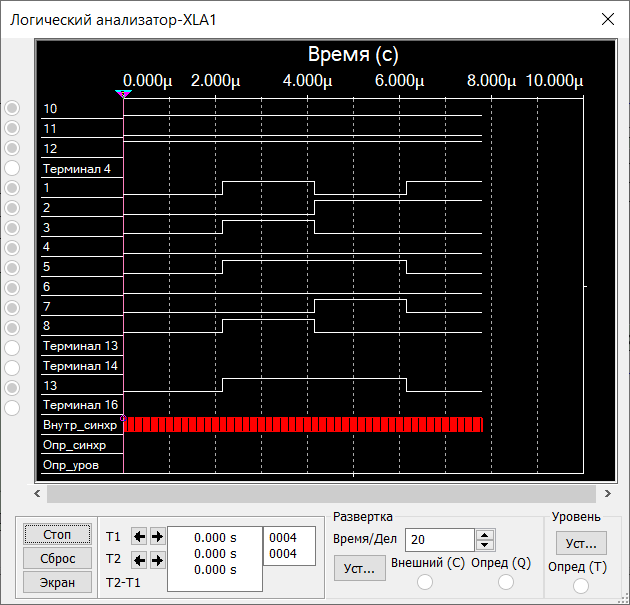 Логический анализатор-XLA1
Время (с)
0.000µ 2.000µ 4.000µ 6.000µ 8.000µ 10.000µ
10
11
12
Терминал 4
1
2
3
4
5
6
7
8
Терминал 13
Терминал 14
13
Терминал 16
Внутр_синхр
Опр_синхр
Опр_уров
Стоп
Сброс
Экран
T1
T2
T2-T1
0.000 s
0.000 s
0.000 s
0004
0004
Развертка
Время/Дел 20
Уст...
Внешний (C) Опред (Q)
Уровень
Уст...
Опред (T)